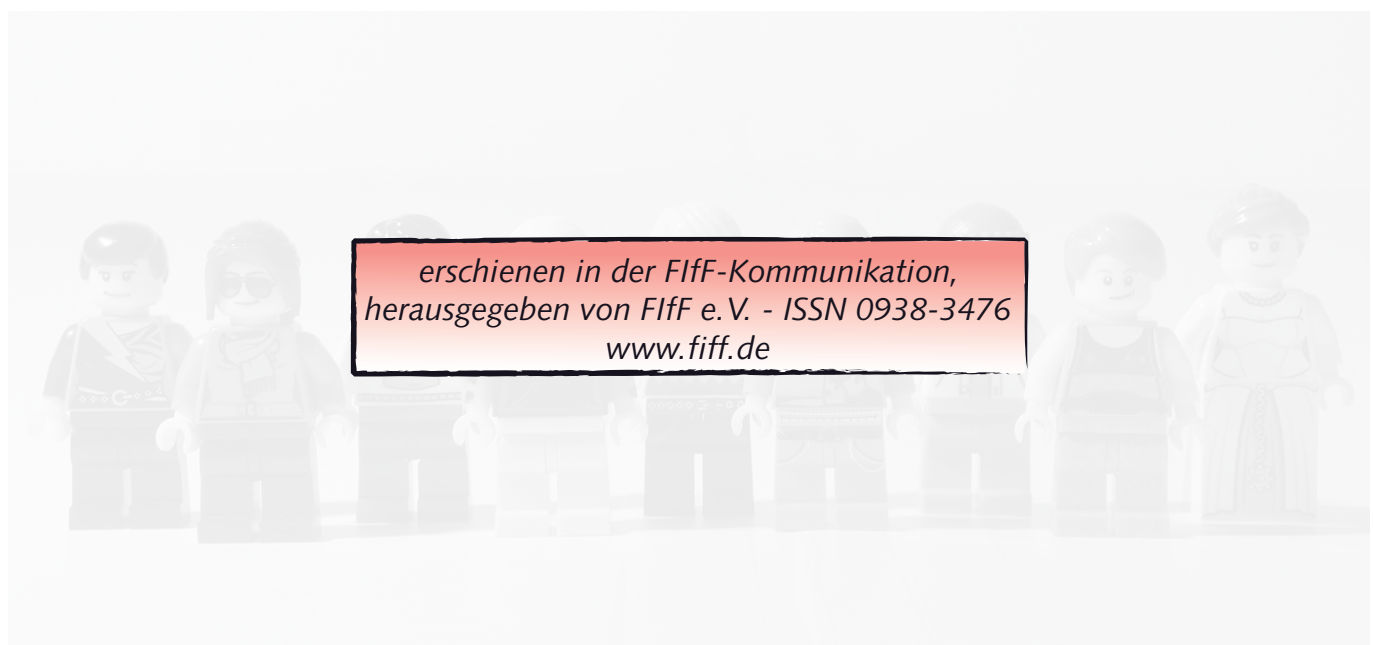 erschienen in der FIfF-Kommunikation,
herausgegeben von FIfF e. V. - ISSN 0938-3476
www.fiff.de